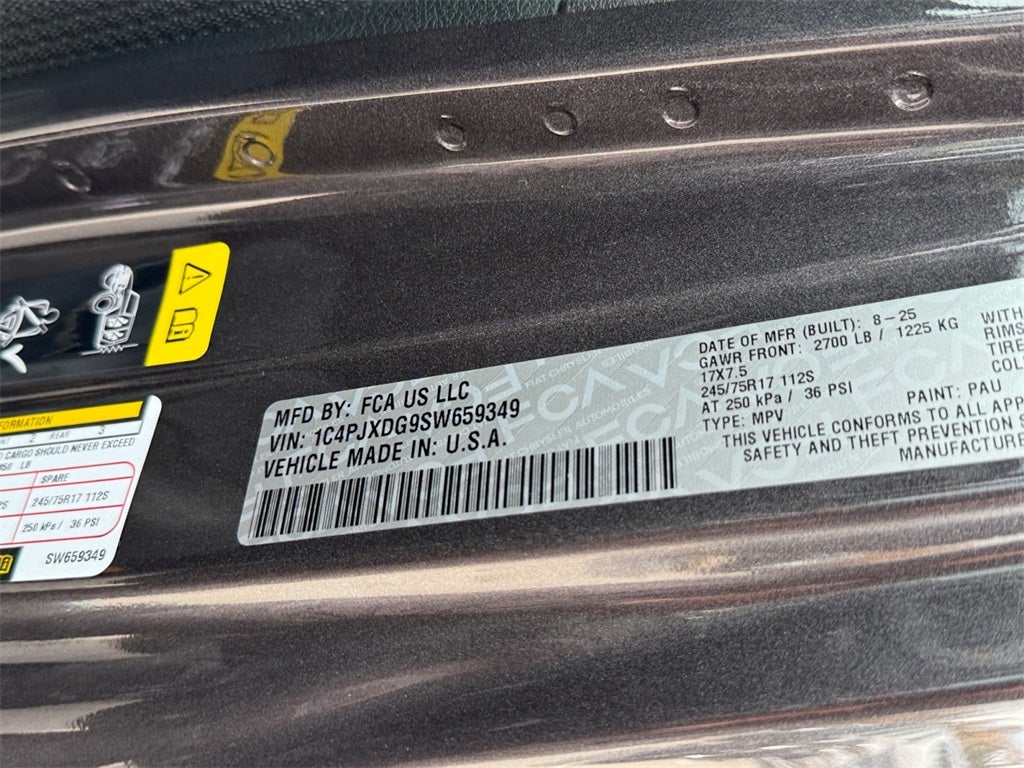 MFD BY: FCA US LLC
VIN: 1C4PJXDG9SW659349
VEHICLE MADE IN: U.S.A.
DATE OF MFR (BUILT): 8-25
GAWR FRONT: 2700 LB / 1225 KG
17X7.5
245/75R17 112S
AT 250 kPa / 36 PSI
TYPE: MPV PAINT: PAU
THIS VEHICLE CONFORMS TO ALL APP
SAFETY AND THEFT PREVENTION S
MANUFACTURE
WITH
RIMS
TIRE
COL
Y
FORMATION
2 REAR 3
CARGO SHOULD NEVER EXCEED
LB
SPARE
245/75R17 112S
250 kPa / 36 PSI
SW659349